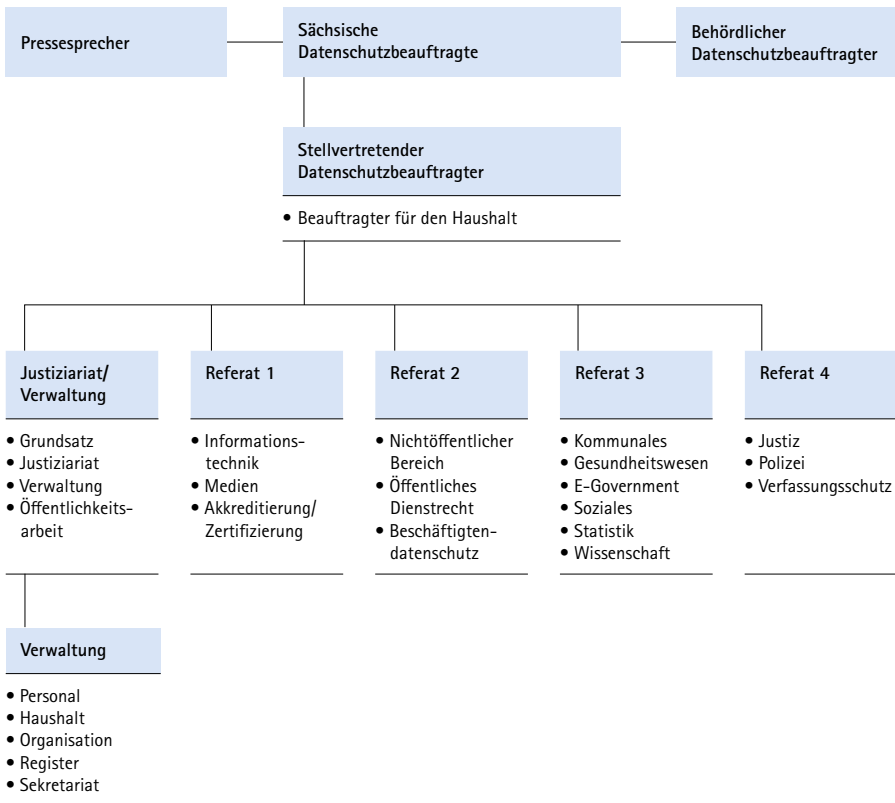 Pressesprecher
Sächsische
Datenschutzbeauftragte
Behördlicher
Datenschutzbeauftragter
Stellvertretender
Datenschutzbeauftragter
• Beauftragter für den Haushalt
Justiziariat/
Verwaltung
• Grundsatz
• Justiziariat
• Verwaltung
• Öffentlichkeits-
arbeit
Referat 1
• Informations-
technik
• Medien
• Akkreditierung/
Zertifizierung
Referat 2
• Nichtöffentlicher
Bereich
• Öffentliches
Dienstrecht
• Beschäftigten-
datenschutz
Referat 3
• Kommunales
• Gesundheitswesen
• E-Government
• Soziales
• Statistik
• Wissenschaft
Referat 4
• Justiz
• Polizei
• Verfassungsschutz
Verwaltung
• Personal
• Haushalt
• Organisation
• Register
• Sekretariat